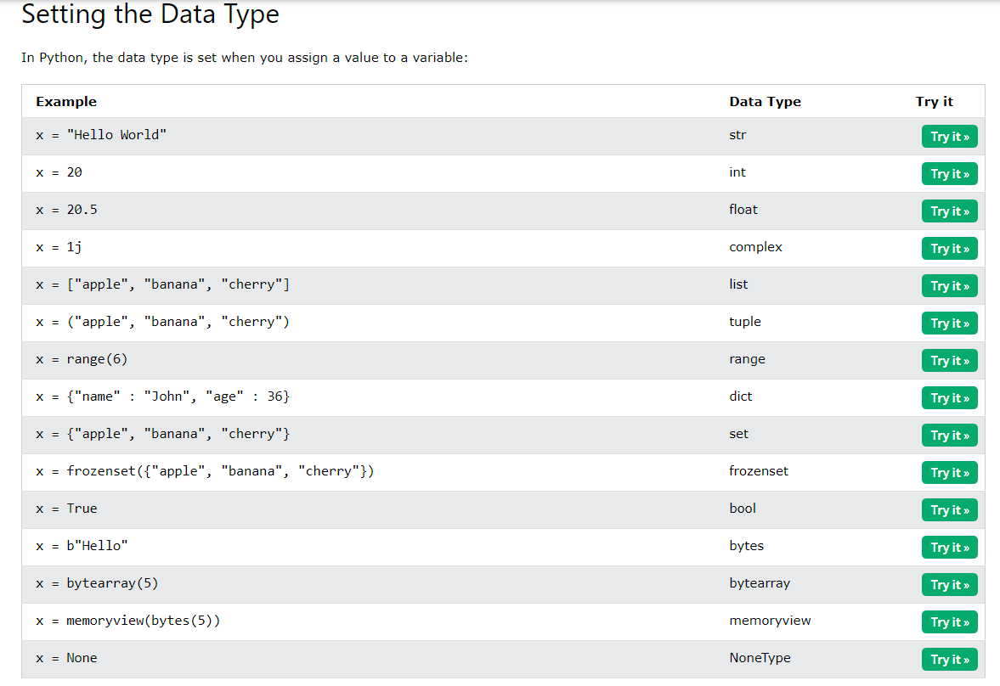 Setting the Data Type
In Python, the data type is set when you assign a value to a variable:
Example Data Type Try it
x = "Hello World" str Try it »
x = 20 int Try it »
x = 20.5 float Try it »
x = 1j complex Try it »
x = ["apple", "banana", "cherry"] list Try it »
x = ("apple", "banana", "cherry") tuple Try it »
x = range(6) range Try it »
x = {"name" : "John", "age" : 36} dict Try it »
x = {"apple", "banana", "cherry"} set Try it »
x = frozenset({"apple", "banana", "cherry"}) frozenset Try it »
x = True bool Try it »
x = b"Hello" bytes Try it »
x = bytearray(5) bytearray Try it »
x = memoryview(bytes(5)) memoryview Try it »
x = None NoneType Try it »